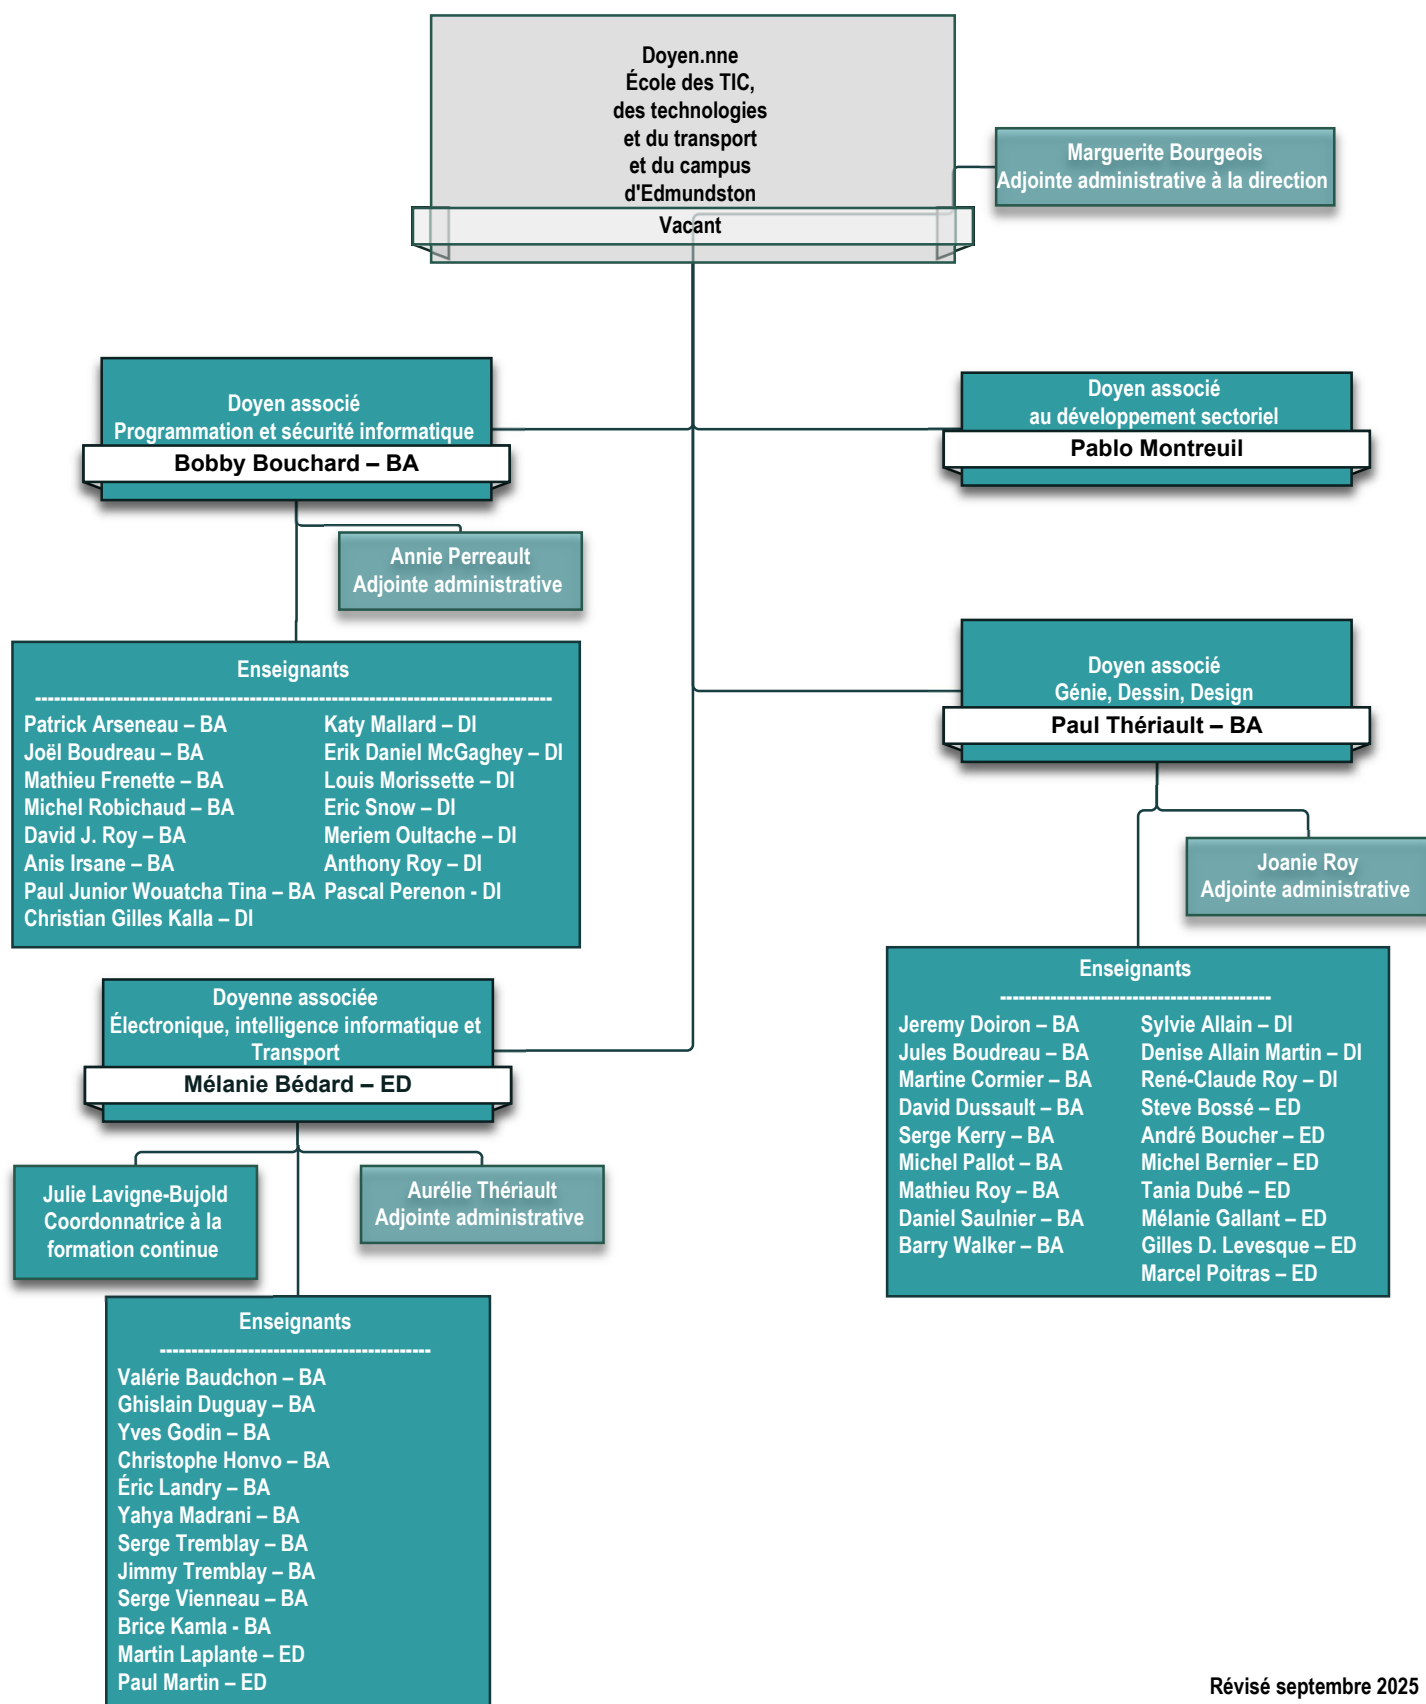 Doyen.nne
École des TIC,
des technologies
et du transport
et du campus
d'Edmundston
Vacant
Marguerite Bourgeois
Adjointe administrative à la direction
Doyen associé
Programmation et sécurité informatique
Bobby Bouchard – BA
Doyen associé
au développement sectoriel
Pablo Montreuil
Annie Perreault
Adjointe administrative
Enseignants
----------------------------------------------------------------------------------
Patrick Arseneau – BA
Joël Boudreau – BA
Mathieu Frenette – BA
Michel Robichaud – BA
David J. Roy – BA
Anis Irsane – BA
Paul Junior Wouatcha Tina – BA
Christian Gilles Kalla – DI
Katy Mallard – DI
Erik Daniel McGaghey – DI
Louis Morissette – DI
Eric Snow – DI
Meriem Oultache – DI
Anthony Roy – DI
Pascal Perenon - DI
Doyen associé
Génie, Dessin, Design
Paul Thériault – BA
Joanie Roy
Adjointe administrative
Enseignants
-------------------------------------------
Jeremy Doiron – BA
Jules Boudreau – BA
Martine Cormier – BA
David Dussault – BA
Serge Kerry – BA
Michel Pallot – BA
Mathieu Roy – BA
Daniel Saulnier – BA
Barry Walker – BA
Sylvie Allain – DI
Denise Allain Martin – DI
René-Claude Roy – DI
Steve Bossé – ED
André Boucher – ED
Michel Bernier – ED
Tania Dubé – ED
Mélanie Gallant – ED
Gilles D. Levesque – ED
Marcel Poitras – ED
Doyenne associée
Électronique, intelligence informatique et
Transport
Mélanie Bédard – ED
Julie Lavigne-Bujold
Coordonnatrice à la
formation continue
Aurélie Thériault
Adjointe administrative
Enseignants
-------------------------------------------
Valérie Baudchon – BA
Ghislain Duguay – BA
Yves Godin – BA
Christophe Honvo – BA
Éric Landry – BA
Yahya Madrani – BA
Serge Tremblay – BA
Jimmy Tremblay – BA
Serge Vienneau – BA
Brice Kamla - BA
Martin Laplante – ED
Paul Martin – ED
Révisé septembre 2025